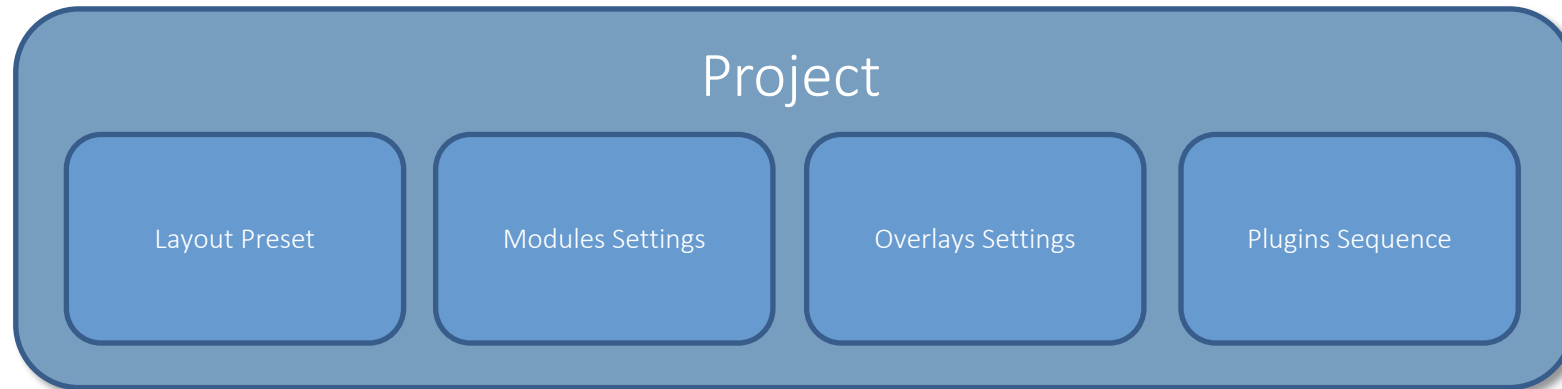 Project
Layout Preset
Modules Settings
Overlays Settings
Plugins Sequence